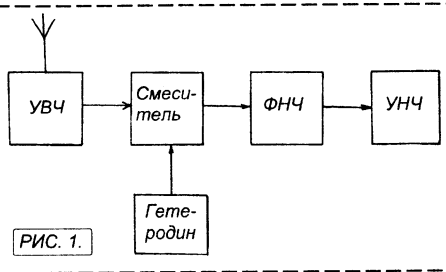 УВЧ
Смеси-
тель
ФНЧ
УНЧ
Гете-
родин
РИС. 1.